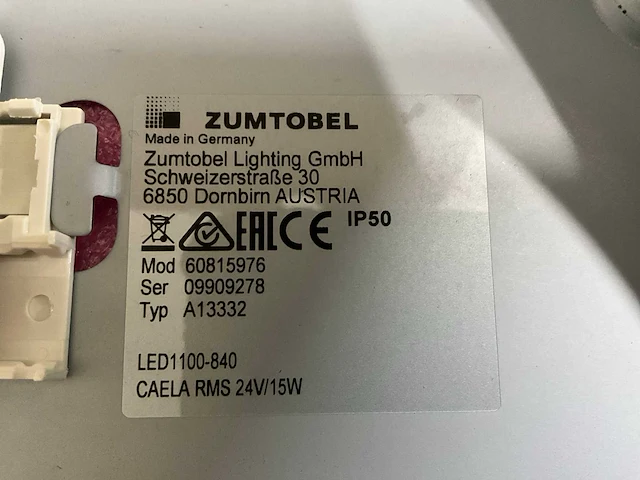 ZUMTOBEL
Made in Germany
Zumtobel Lighting GmbH
Schweizerstraße 30
6850 Dornbirn AUSTRIA
EAC CE IP50
Mod 60815976
Ser 09909278
Typ A13332
LED1100-840
CAELA RMS 24V/15W